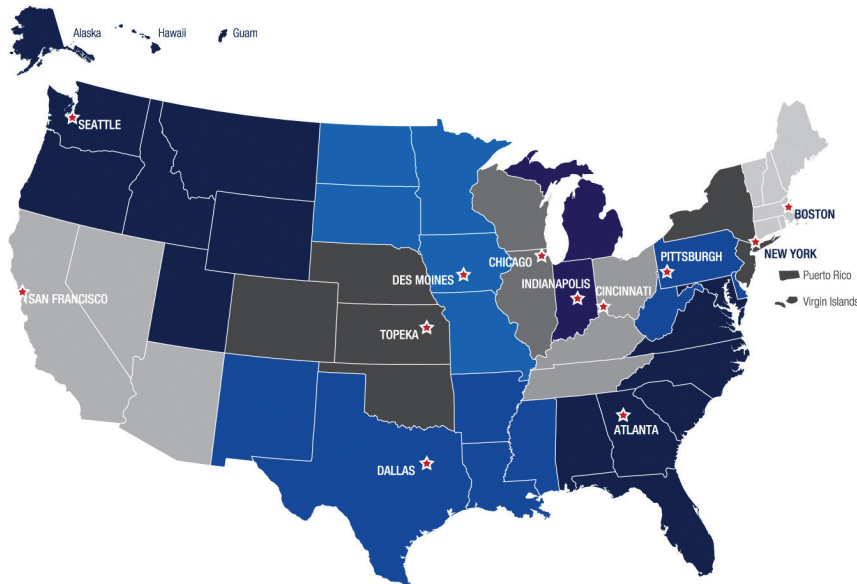 Alaska
Hawaii
Guam
SEATTLE
BOSTON
NEW YORK
PITTSBURGH
CHICAGO
DES MOINES
Puerto Rico
INDIANAPOLIS
CINCINNATI
SAN FRANCISCO
Virgin Islands
TOPEKA
ATLANTA
DALLAS